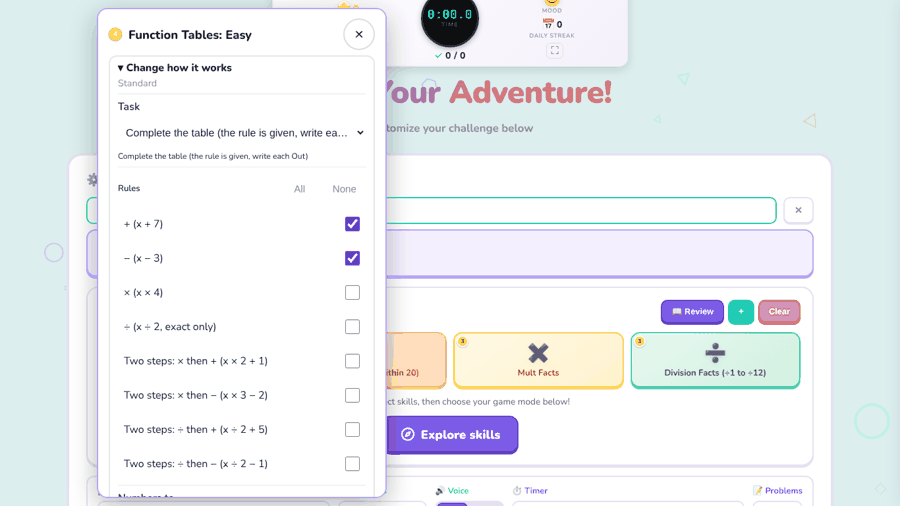 Function Tables: Easy
✕
▾ Change how it works
Standard
Task
Complete the table (the rule is given, write ea…
Complete the table (the rule is given, write each Out)
Rules
All
None
+ (x + 7)
− (x − 3)
× (x × 4)
÷ (x ÷ 2, exact only)
Two steps: × then + (x × 2 + 1)
Two steps: × then − (x × 3 − 2)
Two steps: ÷ then + (x ÷ 2 + 5)
Two steps: ÷ then − (x ÷ 2 − 1)
0:00.0
TIME
✓ 0 / 0
MOOD
0
DAILY STREAK
Your Adventure!
your challenge below
✕
Review
+
Clear
Mult Facts
Division Facts (÷1 to ÷12)
skills, then choose your game mode below!
Explore skills
Voice
Timer
Problems